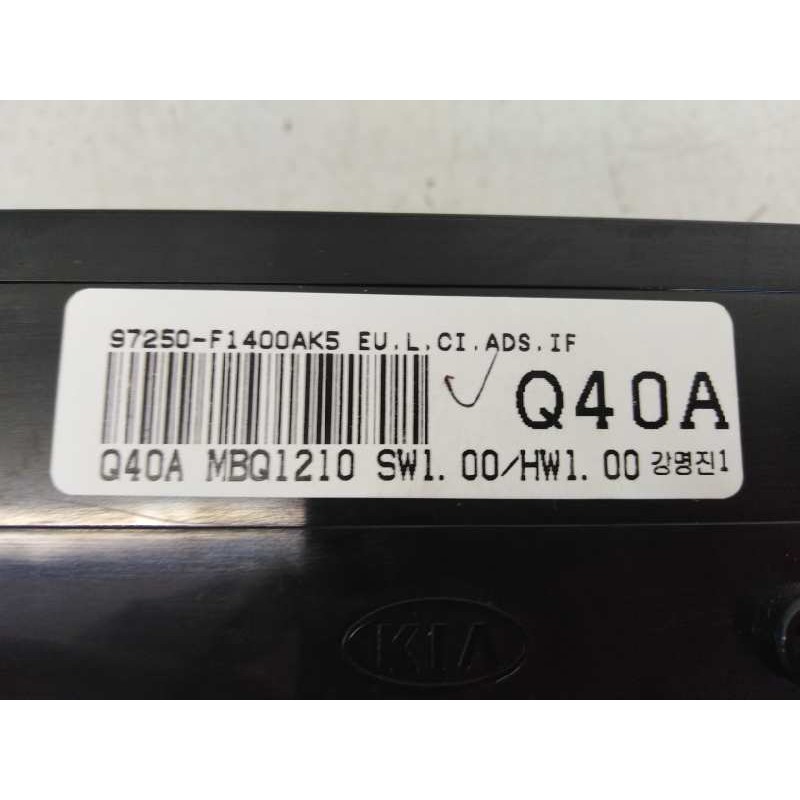 97250-F1400AK5 EU.L.CI.ADS.IF
Q40A
Q40A MBQ1210 SW1.00/HW1.00 강명진1
KIA